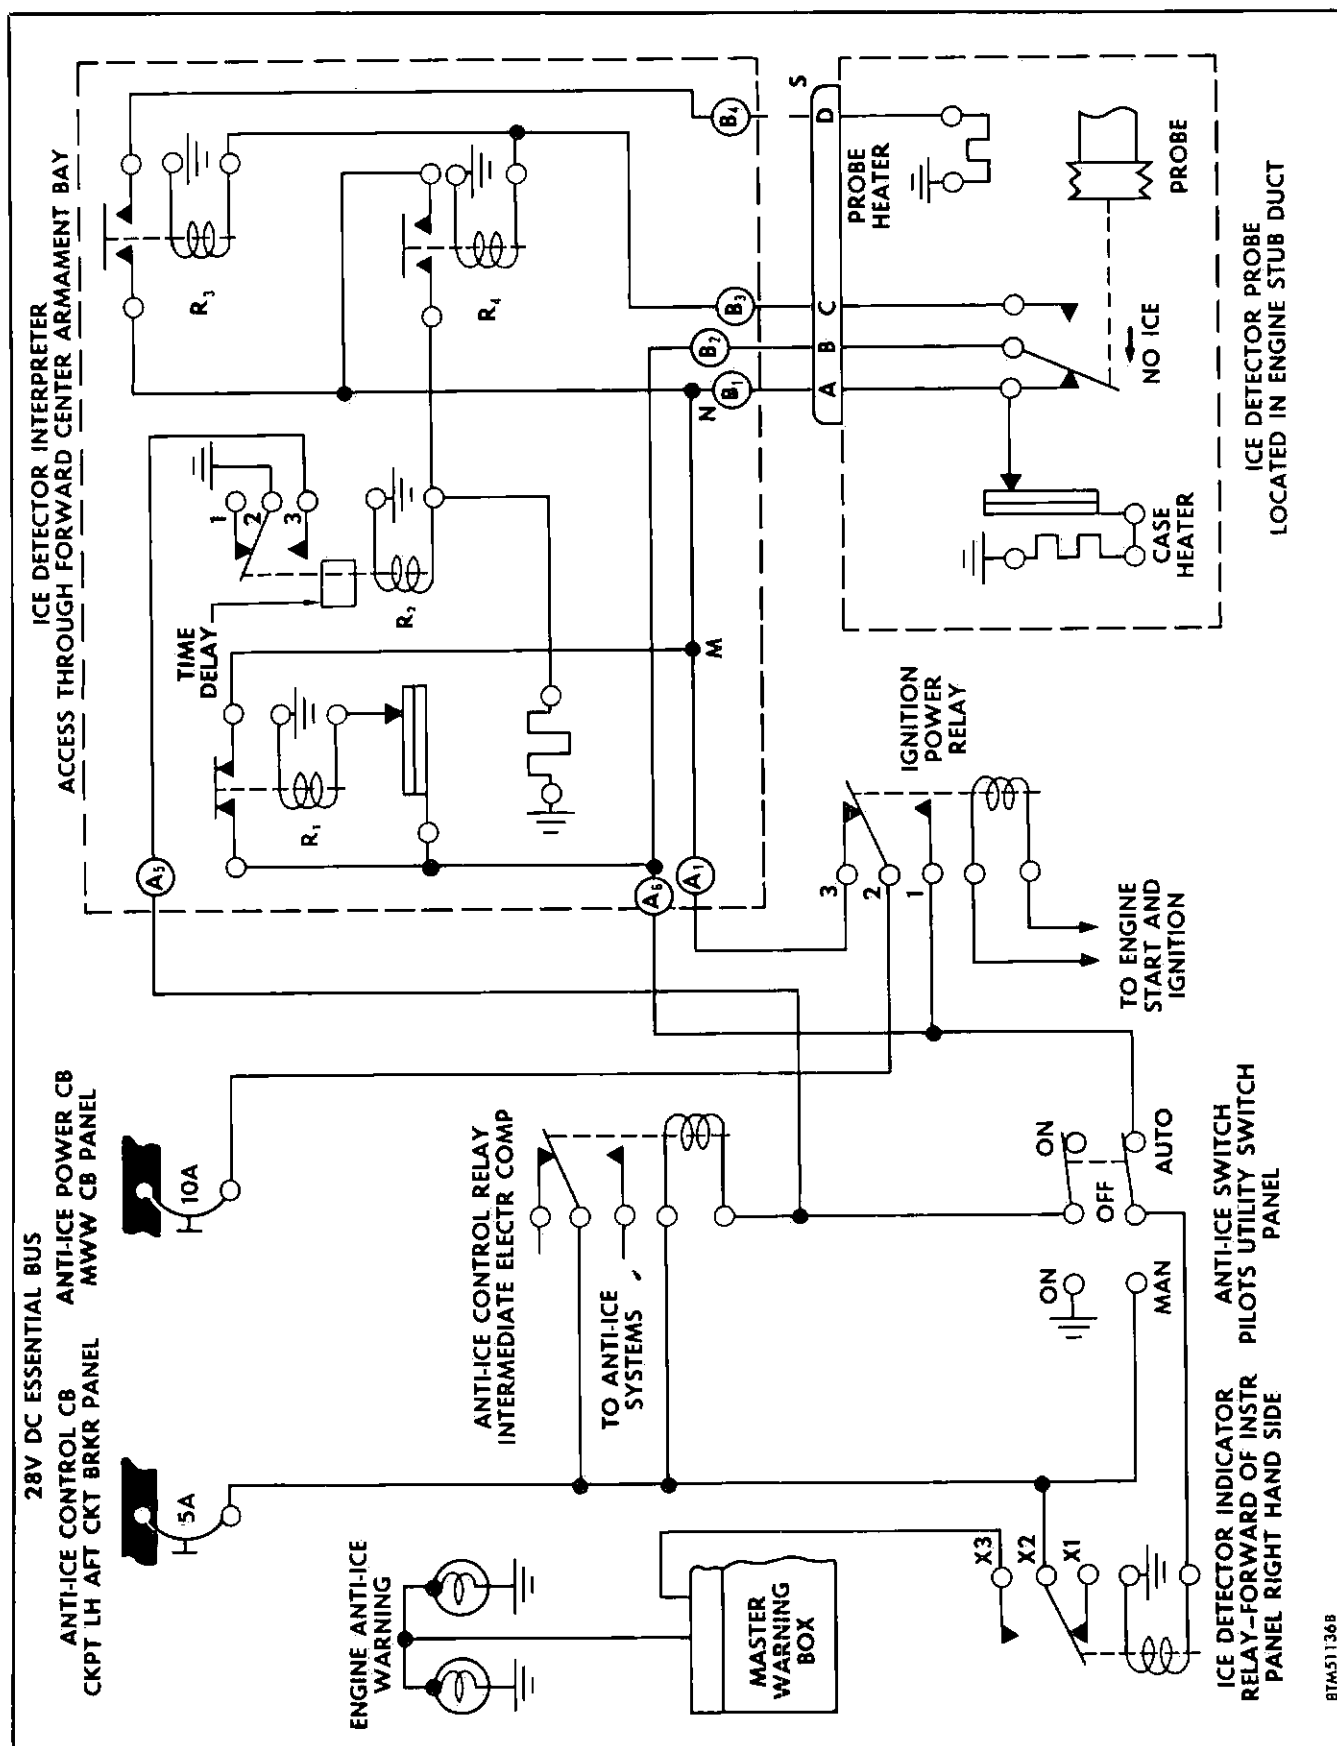 28V DC ESSENTIAL BUS
ANTI-ICE CONTROL CB
CKPT LH AFT CKT BRKR PANEL
ANTI-ICE POWER CB
MWW CB PANEL
5A
10A
ICE DETECTOR INTERPRETER
ACCESS THROUGH FORWARD CENTER ARMAMENT BAY
A5
TIME
DELAY
1
2
3
R1
R2
R3
R4
A6
A1
M
N
B1
B2
B3
B4
S
A
B
C
D
PROBE
HEATER
PROBE
NO ICE
CASE
HEATER
ICE DETECTOR PROBE
LOCATED IN ENGINE STUB DUCT
ENGINE ANTI-ICE
WARNING
MASTER
WARNING
BOX
ANTI-ICE CONTROL RELAY
INTERMEDIATE ELECTR COMP
TO ANTI-ICE
SYSTEMS
IGNITION
POWER
RELAY
3
2
1
TO ENGINE
START AND
IGNITION
X3
X2
X1
ON
ON
OFF
MAN
AUTO
ICE DETECTOR INDICATOR
RELAY-FORWARD OF INSTR
PANEL RIGHT HAND SIDE
ANTI-ICE SWITCH
PILOTS UTILITY SWITCH
PANEL
BTM51136B